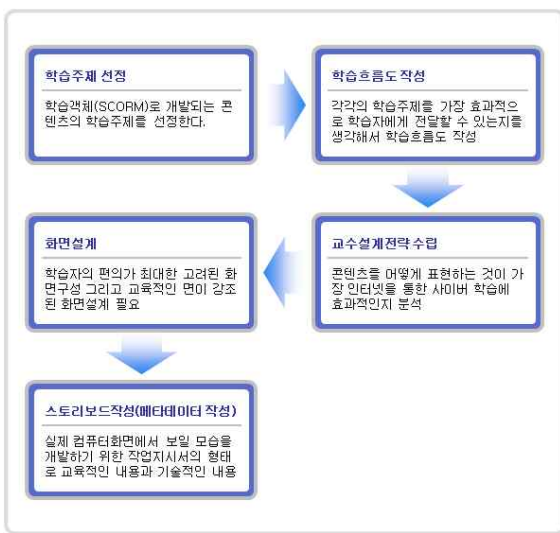 학습주제 선정
학습객체(SCORM)로 개발되는 콘
텐츠의 학습주제를 선정한다.
학습흐름도 작성
각각의 학습주제를 가장 효과적으
로 학습자에게 전달할 수 있는지를
생각해서 학습흐름도 작성
교수설계전략 수립
콘텐츠를 어떻게 표현하는 것이 가
장 인터넷을 통한 사이버 학습에
효과적인지 분석
화면설계
학습자의 편의가 최대한 고려된 화
면구성 그리고 교육적인 면이 강조
된 화면설계 필요
스토리보드작성(메타데이터 작성)
실제 컴퓨터화면에서 보일 모습을
개발하기 위한 작업지시서의 형태
로 교육적인 내용과 기술적인 내용